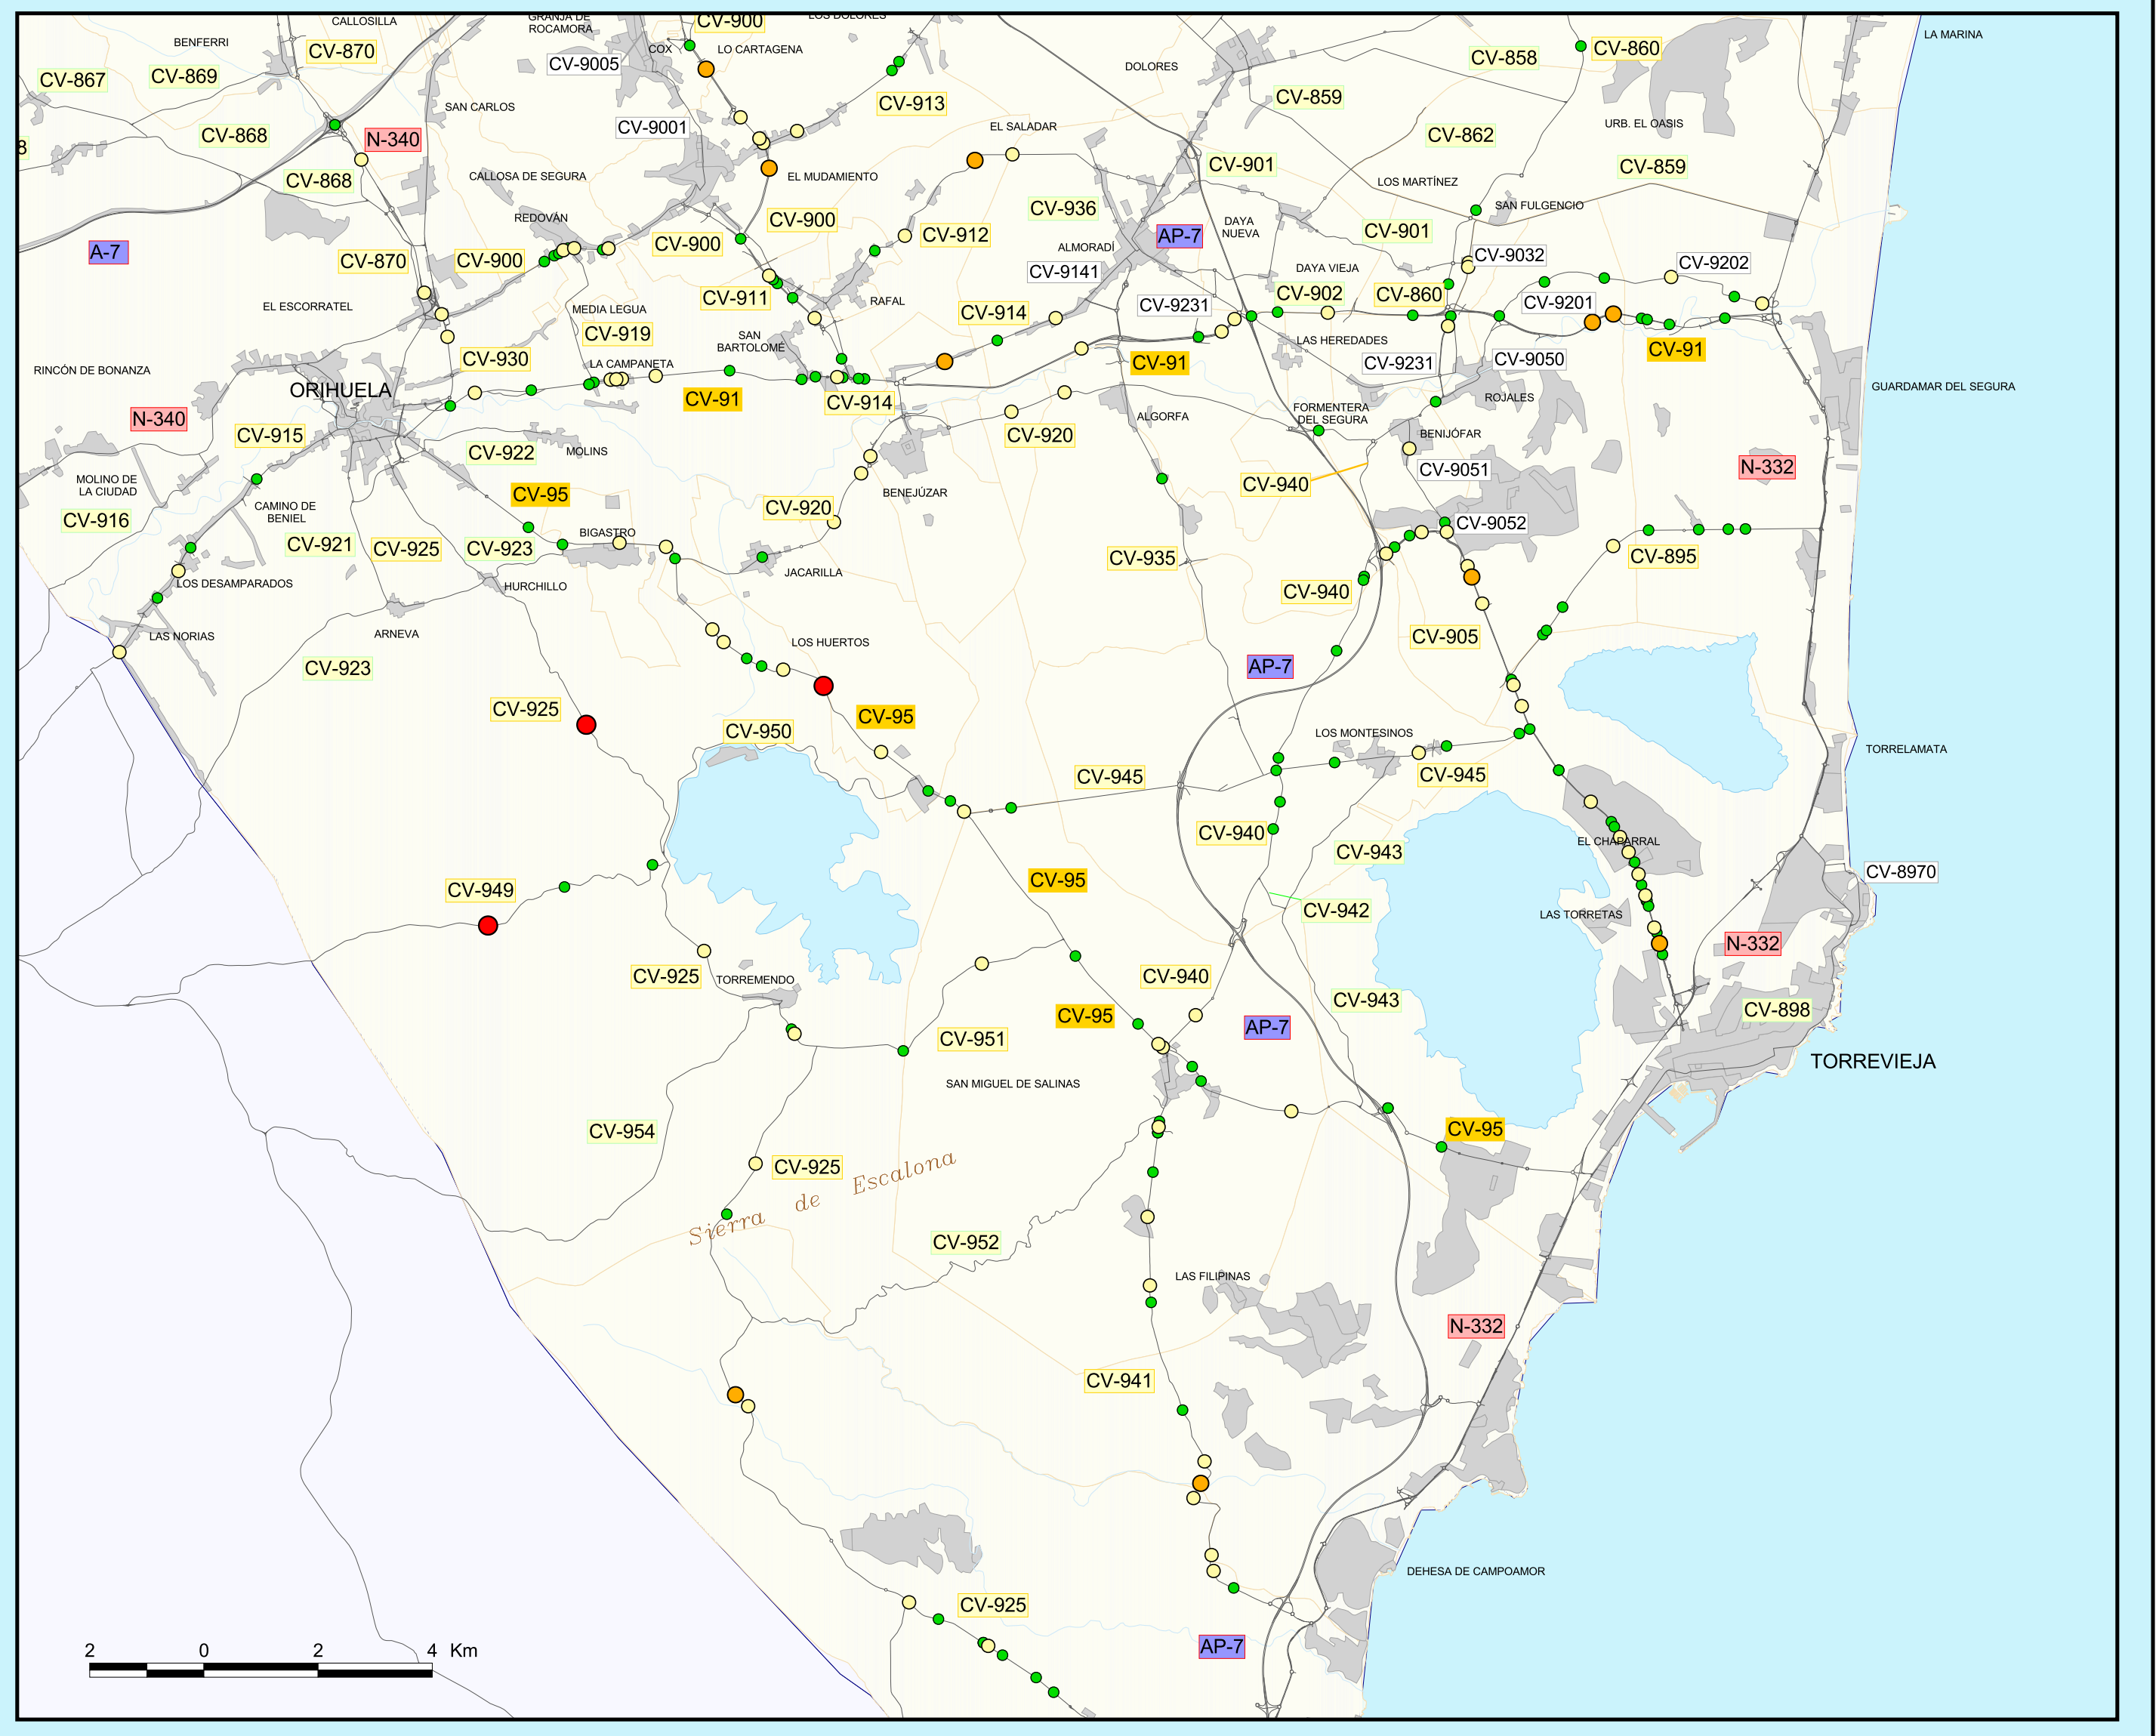 CV-900
CALLOSILLA
GRANJA DE
ROCAMORA
LOS DOLORES
LA MARINA
BENFERRI
CV-870
COX
LO CARTAGENA
CV-860
CV-9005
CV-858
DOLORES
CV-867
CV-869
CV-859
CV-913
SAN CARLOS
URB. EL OASIS
CV-868
N-340
CV-9001
EL SALADAR
CV-862
8
CV-901
CV-859
CV-868
CALLOSA DE SEGURA
EL MUDAMIENTO
LOS MARTÍNEZ
CV-936
SAN FULGENCIO
REDOVÁN
CV-900
DAYA
NUEVA
CV-901
CV-912
AP-7
CV-900
ALMORADÍ
A-7
CV-870
CV-900
CV-9032
CV-9202
CV-9141
DAYA VIEJA
CV-911
RAFAL
CV-902
CV-860
CV-9201
EL ESCORRATEL
MEDIA LEGUA
CV-914
CV-9231
CV-919
SAN
BARTOLOMÉ
LAS HEREDADES
CV-91
CV-930
LA CAMPANETA
CV-91
CV-9231
CV-9050
RINCÓN DE BONANZA
ORIHUELA
GUARDAMAR DEL SEGURA
CV-91
CV-914
ROJALES
FORMENTERA
DEL SEGURA
N-340
ALGORFA
CV-915
CV-920
BENIJÓFAR
CV-922
MOLINS
CV-9051
N-332
MOLINO DE
LA CIUDAD
CV-940
CV-95
BENEJÚZAR
CAMINO DE
BENIEL
CV-920
CV-916
CV-9052
BIGASTRO
CV-921
CV-925
CV-923
CV-935
CV-895
JACARILLA
LOS DESAMPARADOS
HURCHILLO
CV-940
LAS NORIAS
ARNEVA
LOS HUERTOS
CV-905
CV-923
AP-7
CV-925
CV-95
CV-950
LOS MONTESINOS
TORRELAMATA
CV-945
CV-945
CV-940
EL CHAPARRAL
CV-943
CV-8970
CV-95
CV-949
CV-942
LAS TORRETAS
N-332
CV-925
TORREMENDO
CV-940
CV-943
CV-898
CV-95
AP-7
CV-951
TORREVIEJA
SAN MIGUEL DE SALINAS
CV-954
CV-95
CV-925
Sierra de Escalona
CV-952
LAS FILIPINAS
N-332
CV-941
DEHESA DE CAMPOAMOR
CV-925
AP-7
2 0 2 4 Km